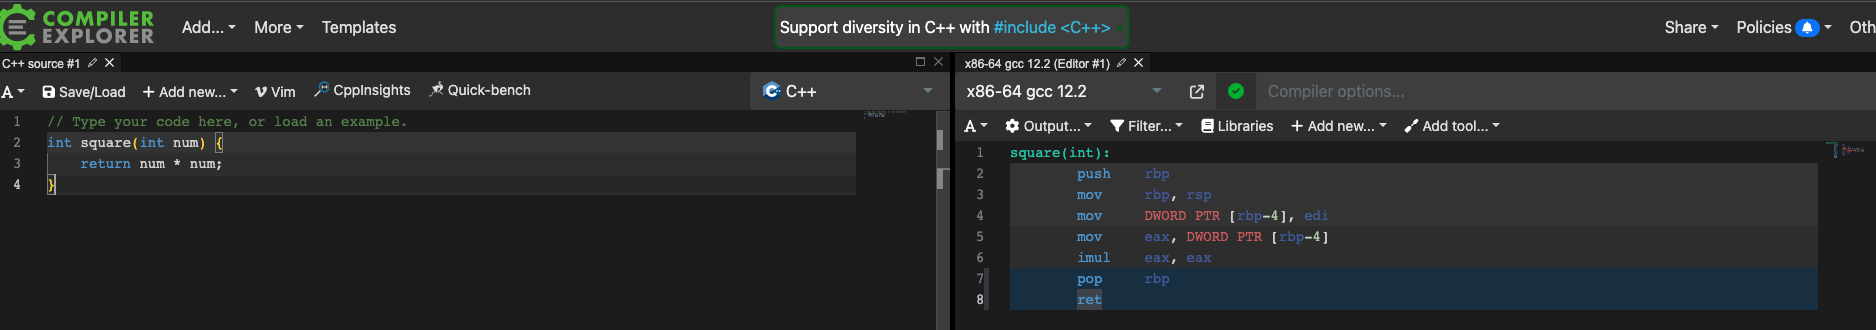 COMPILER
EXPLORER
Add...
More
Templates
Support diversity in C++ with #include <C++>
Share
Policies
Oth
C++ source #1
A
Save/Load
+ Add new...
Vim
CppInsights
Quick-bench
C++
1 // Type your code here, or load an example.
2 int square(int num) {
3     return num * num;
4 }
x86-64 gcc 12.2 (Editor #1)
x86-64 gcc 12.2
Compiler options...
A
Output...
Filter...
Libraries
+ Add new...
Add tool...
1 square(int):
2         push    rbp
3         mov     rbp, rsp
4         mov     DWORD PTR [rbp-4], edi
5         mov     eax, DWORD PTR [rbp-4]
6         imul    eax, eax
7         pop     rbp
8         ret